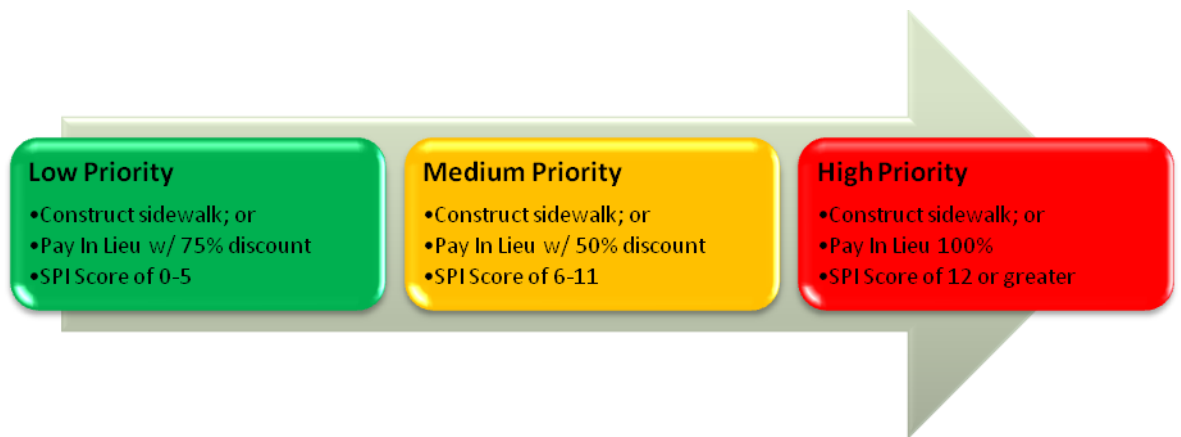 Low Priority
•Construct sidewalk; or
•Pay In Lieu w/ 75% discount
•SPI Score of 0-5
Medium Priority
•Construct sidewalk; or
•Pay In Lieu w/ 50% discount
•SPI Score of 6-11
High Priority
•Construct sidewalk; or
•Pay In Lieu 100%
•SPI Score of 12 or greater